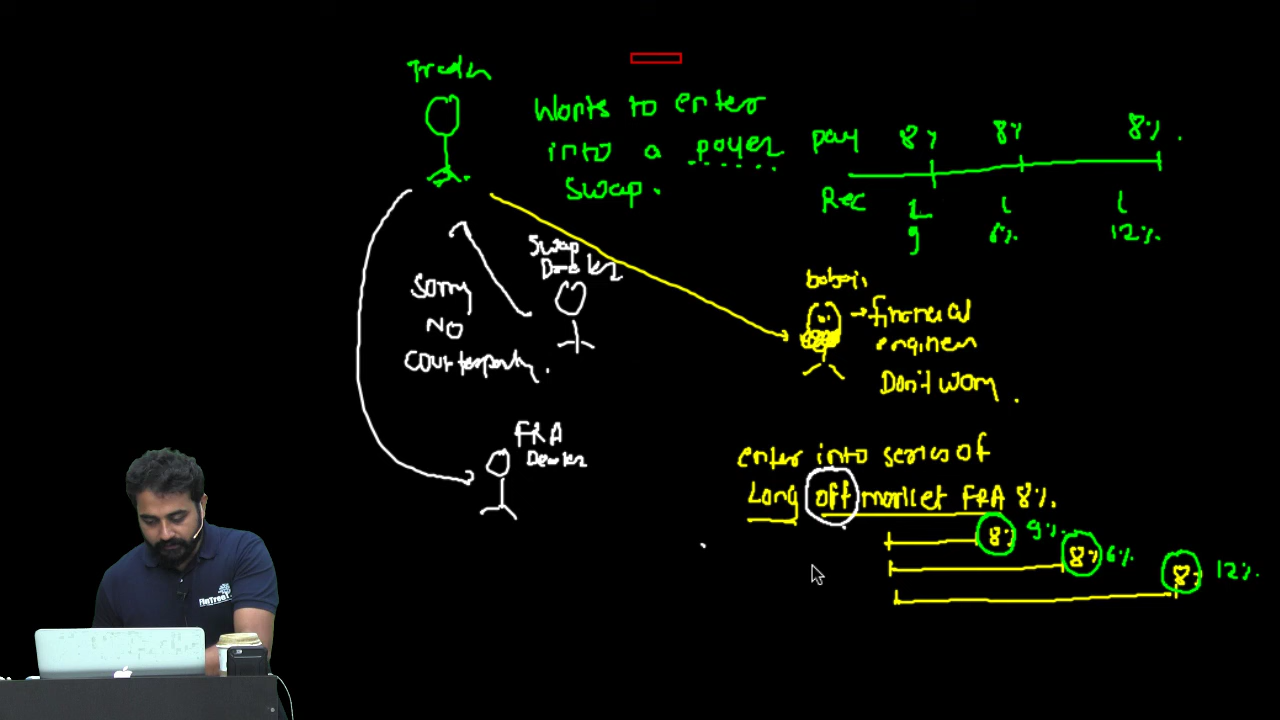 Trader
Wants to enter
into a payer
swap.
Pay 8% 8% 8%.
Rec L L L
9 6%. 12%.
Swap
Dealer
Sorry
NO
counterparty.
→ financial
engineer
Don't worry.
FRA
Dealer
enter into series of
Long off market FRA 8%.
8% 9%.
8% 6%.
8% 12%.
FinTree